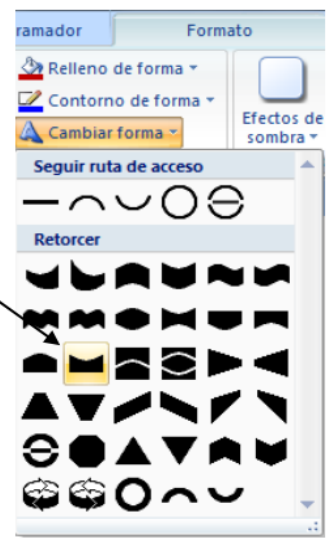 ramador Formato
Relleno de forma
Contorno de forma
Cambiar forma
Efectos de
sombra
Seguir ruta de acceso
Retorcer